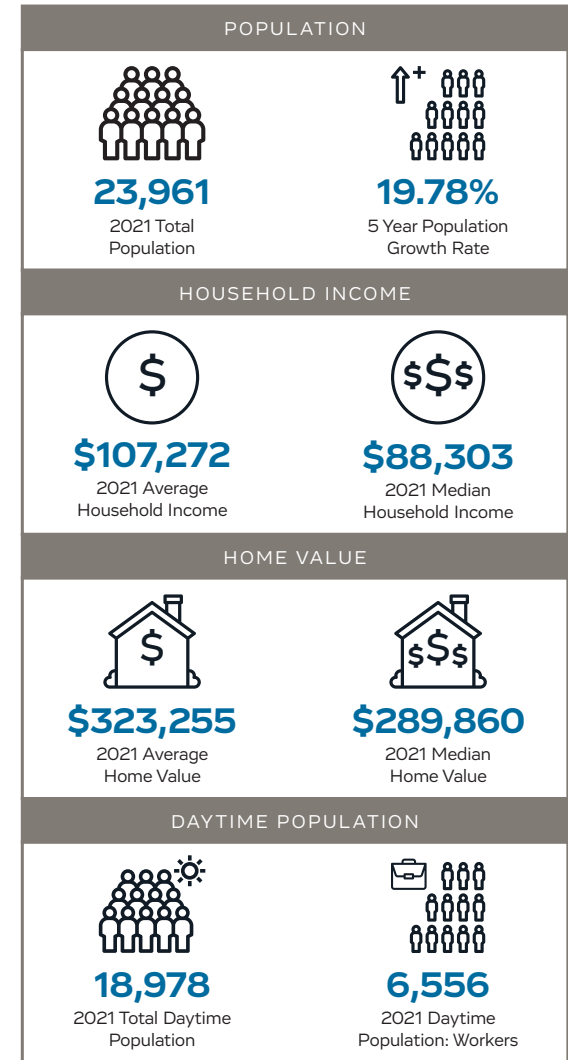 POPULATION
23,961
2021 Total
Population
19.78%
5 Year Population
Growth Rate
HOUSEHOLD INCOME
$
$107,272
2021 Average
Household Income
$$$
$88,303
2021 Median
Household Income
HOME VALUE
$
$323,255
2021 Average
Home Value
$$$
$289,860
2021 Median
Home Value
DAYTIME POPULATION
18,978
2021 Total Daytime
Population
6,556
2021 Daytime
Population: Workers